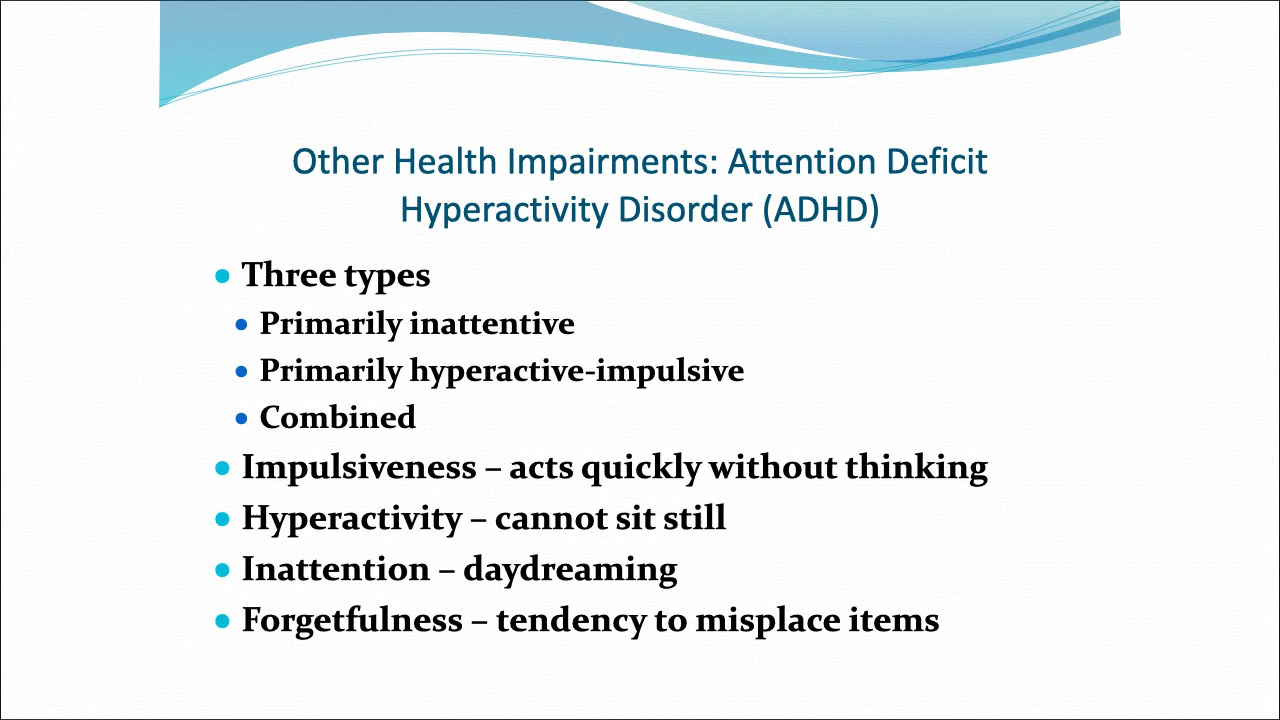 Other Health Impairments: Attention Deficit
Hyperactivity Disorder (ADHD)
• Three types
• Primarily inattentive
• Primarily hyperactive-impulsive
• Combined
• Impulsiveness – acts quickly without thinking
• Hyperactivity – cannot sit still
• Inattention – daydreaming
• Forgetfulness – tendency to misplace items